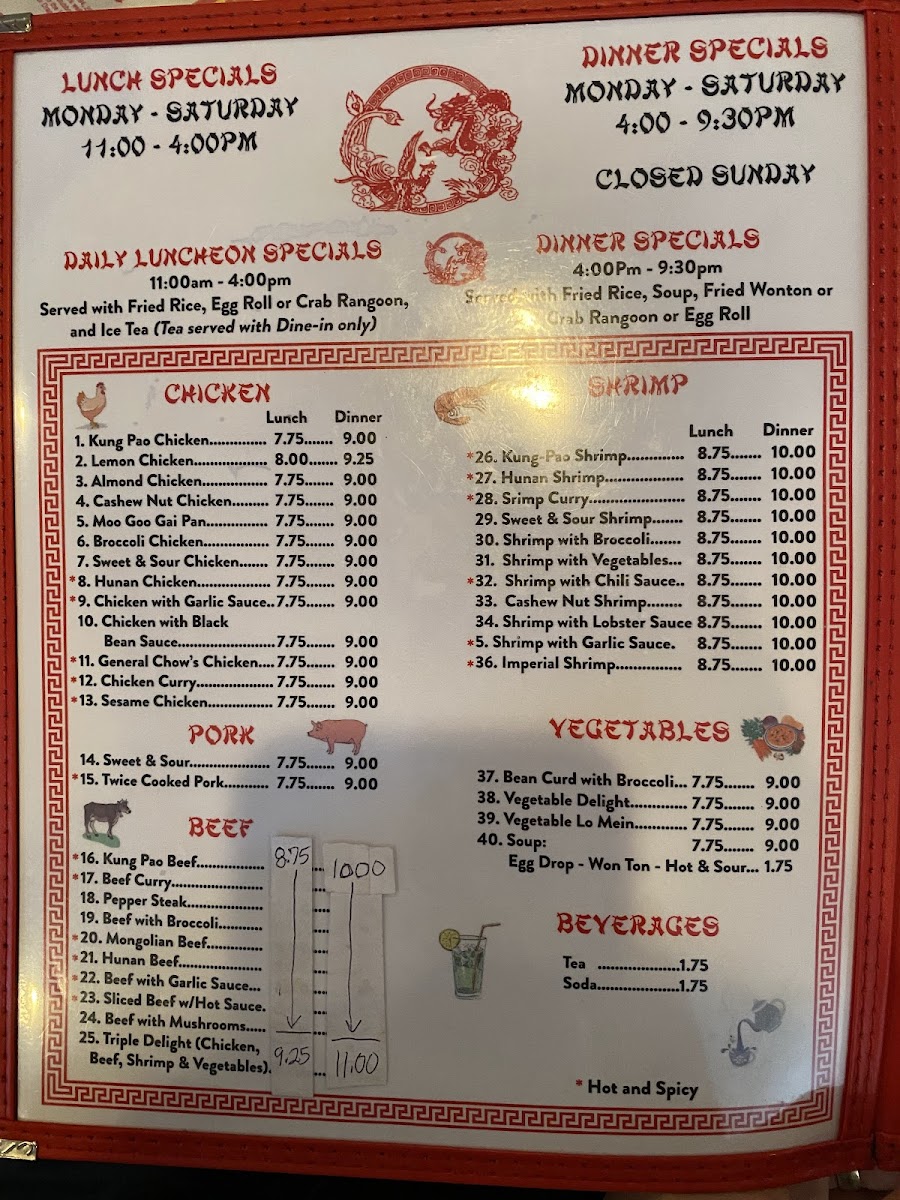 LUNCH SPECIALS
MONDAY - SATURDAY
11:00 - 4:00PM
DINNER SPECIALS
MONDAY - SATURDAY
4:00 - 9:30PM
CLOSED SUNDAY
DAILY LUNCHEON SPECIALS
11:00am - 4:00pm
Served with Fried Rice, Egg Roll or Crab Rangoon,
and Ice Tea (Tea served with Dine-in only)
DINNER SPECIALS
4:00Pm - 9:30pm
Served with Fried Rice, Soup, Fried Wonton or
Crab Rangoon or Egg Roll
CHICKEN
Lunch Dinner
1. Kung Pao Chicken.............. 7.75....... 9.00
2. Lemon Chicken.................. 8.00....... 9.25
3. Almond Chicken................ 7.75....... 9.00
4. Cashew Nut Chicken......... 7.75....... 9.00
5. Moo Goo Gai Pan............... 7.75....... 9.00
6. Broccoli Chicken................ 7.75....... 9.00
7. Sweet & Sour Chicken....... 7.75....... 9.00
*8. Hunan Chicken.................. 7.75....... 9.00
*9. Chicken with Garlic Sauce..7.75....... 9.00
10. Chicken with Black
Bean Sauce....................... 7.75....... 9.00
*11. General Chow's Chicken....7.75....... 9.00
*12. Chicken Curry................... 7.75....... 9.00
*13. Sesame Chicken................ 7.75....... 9.00
PORK
14. Sweet & Sour.................... 7.75....... 9.00
*15. Twice Cooked Pork........... 7.75....... 9.00
BEEF
*16. Kung Pao Beef................ 8.75 .... 10.00
*17. Beef Curry......................
18. Pepper Steak...................
19. Beef with Broccoli...........
*20. Mongolian Beef..............
*21. Hunan Beef.....................
*22. Beef with Garlic Sauce...
*23. Sliced Beef w/Hot Sauce.
24. Beef with Mushrooms.....
25. Triple Delight (Chicken,
Beef, Shrimp & Vegetables). 9.25 ... 11.00
SHRIMP
Lunch Dinner
*26. Kung-Pao Shrimp............. 8.75....... 10.00
*27. Hunan Shrimp.................. 8.75....... 10.00
*28. Srimp Curry...................... 8.75....... 10.00
29. Sweet & Sour Shrimp....... 8.75....... 10.00
30. Shrimp with Broccoli....... 8.75....... 10.00
31. Shrimp with Vegetables... 8.75....... 10.00
*32. Shrimp with Chili Sauce.. 8.75....... 10.00
33. Cashew Nut Shrimp........ 8.75....... 10.00
34. Shrimp with Lobster Sauce 8.75....... 10.00
*5. Shrimp with Garlic Sauce. 8.75....... 10.00
*36. Imperial Shrimp............... 8.75....... 10.00
VEGETABLES
37. Bean Curd with Broccoli... 7.75....... 9.00
38. Vegetable Delight............. 7.75....... 9.00
39. Vegetable Lo Mein............ 7.75....... 9.00
40. Soup: 7.75....... 9.00
Egg Drop - Won Ton - Hot & Sour... 1.75
BEVERAGES
Tea ....................1.75
Soda....................1.75
* Hot and Spicy